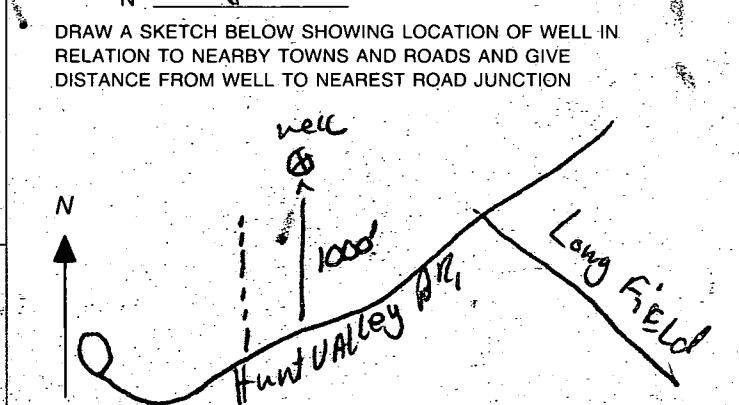 N
DRAW A SKETCH BELOW SHOWING LOCATION OF WELL IN
RELATION TO NEARBY TOWNS AND ROADS AND GIVE
DISTANCE FROM WELL TO NEAREST ROAD JUNCTION
well
N
1000'
Hunt VAlley DR,
Long FiEld